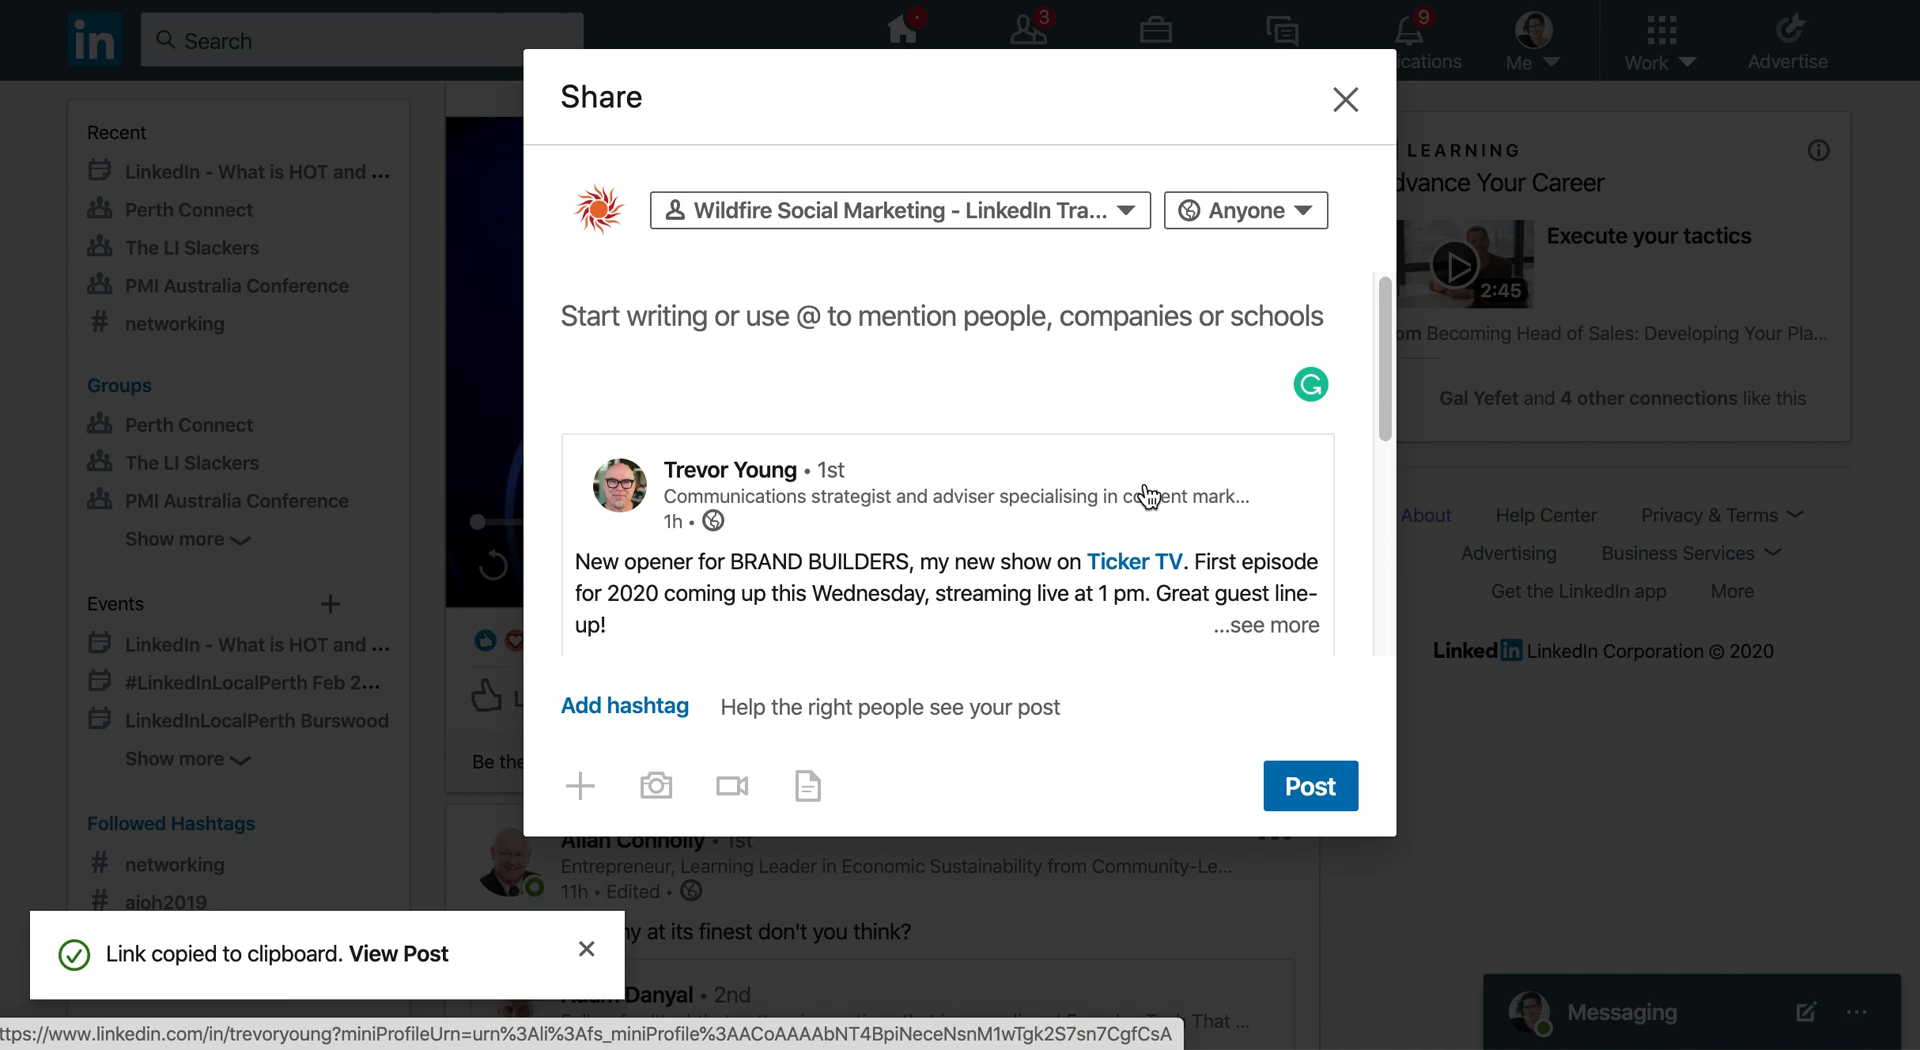 in Search
3
9
cations
Me
Work
Advertise
Share
Recent
LinkedIn - What is HOT and ...
Perth Connect
The LI Slackers
PMI Australia Conference
# networking
Groups
Perth Connect
The LI Slackers
PMI Australia Conference
Show more
Events
LinkedIn - What is HOT and ...
#LinkedInLocalPerth Feb 2...
LinkedInLocalPerth Burswood
Show more
Followed Hashtags
# networking
# aioh2019
Wildfire Social Marketing - LinkedIn Tra...
Anyone
Start writing or use @ to mention people, companies or schools
G
Trevor Young • 1st
Communications strategist and adviser specialising in content mark...
1h •
New opener for BRAND BUILDERS, my new show on Ticker TV. First episode
for 2020 coming up this Wednesday, streaming live at 1 pm. Great guest line-
up!
...see more
Add hashtag Help the right people see your post
Post
Be the
Allan Connolly • 1st
Entrepreneur, Learning Leader in Economic Sustainability from Community-Le...
11h • Edited •
y at its finest don't you think?
Danyal • 2nd
That ...
LEARNING
dvance Your Career
Execute your tactics
2:45
om Becoming Head of Sales: Developing Your Pla...
Gal Yefet and 4 other connections like this
About Help Center Privacy & Terms
Advertising Business Services
Get the LinkedIn app More
Linked in LinkedIn Corporation © 2020
Link copied to clipboard. View Post
Messaging
ttps://www.linkedin.com/in/trevoryoung?miniProfileUrn=urn%3Ali%3Afs_miniProfile%3AACoAAAAbNT4BpiNeceNsnM1wTgk2S7sn7CgfCsA